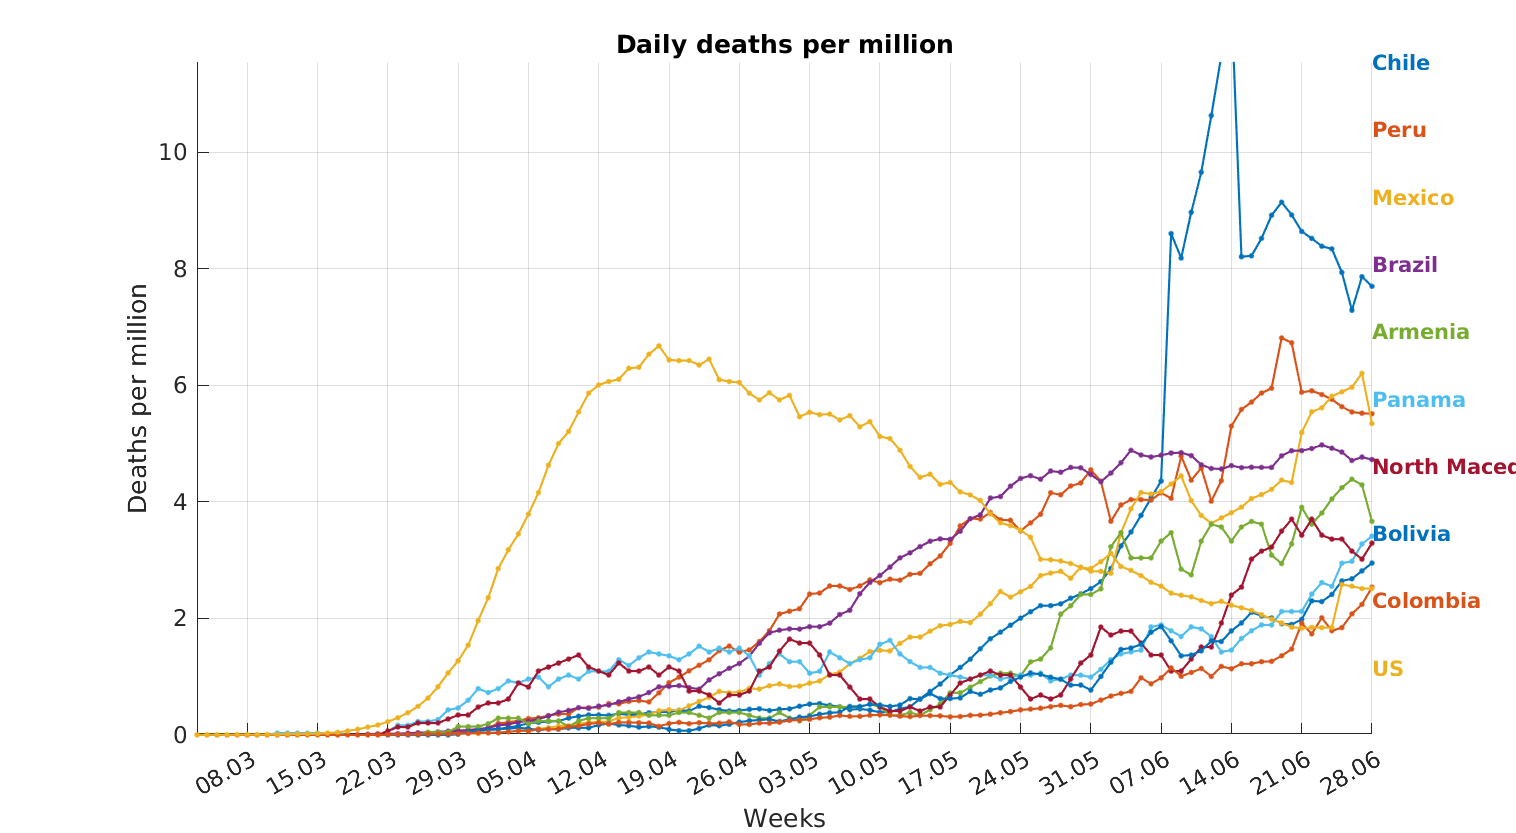 Daily deaths per million
Chile
Peru
Mexico
Brazil
Armenia
Panama
North Maced
Bolivia
Colombia
US
Deaths per million
10
8
6
4
2
0
08.03 15.03 22.03 29.03 05.04 12.04 19.04 26.04 03.05 10.05 17.05 24.05 31.05 07.06 14.06 21.06 28.06
Weeks